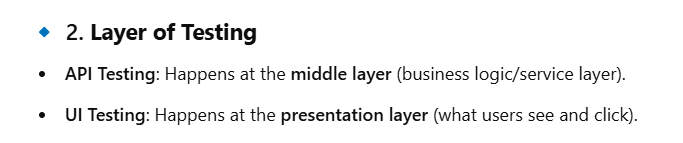 2. Layer of Testing
API Testing: Happens at the middle layer (business logic/service layer).
UI Testing: Happens at the presentation layer (what users see and click).